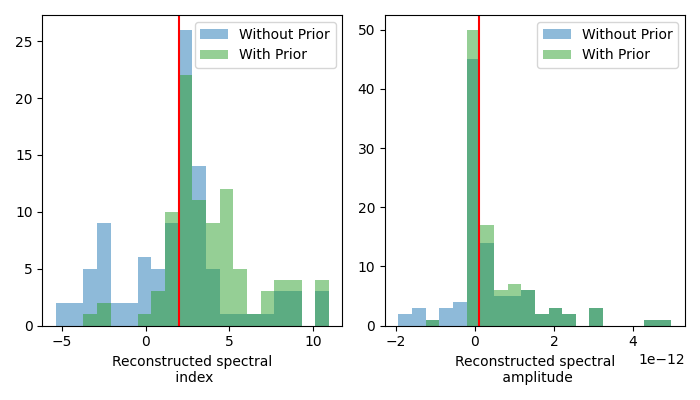 Without Prior
With Prior
25
20
15
10
5
0
-5
0
5
10
Reconstructed spectral
index
Without Prior
With Prior
50
40
30
20
10
0
−2
0
2
4
1e−12
Reconstructed spectral
amplitude